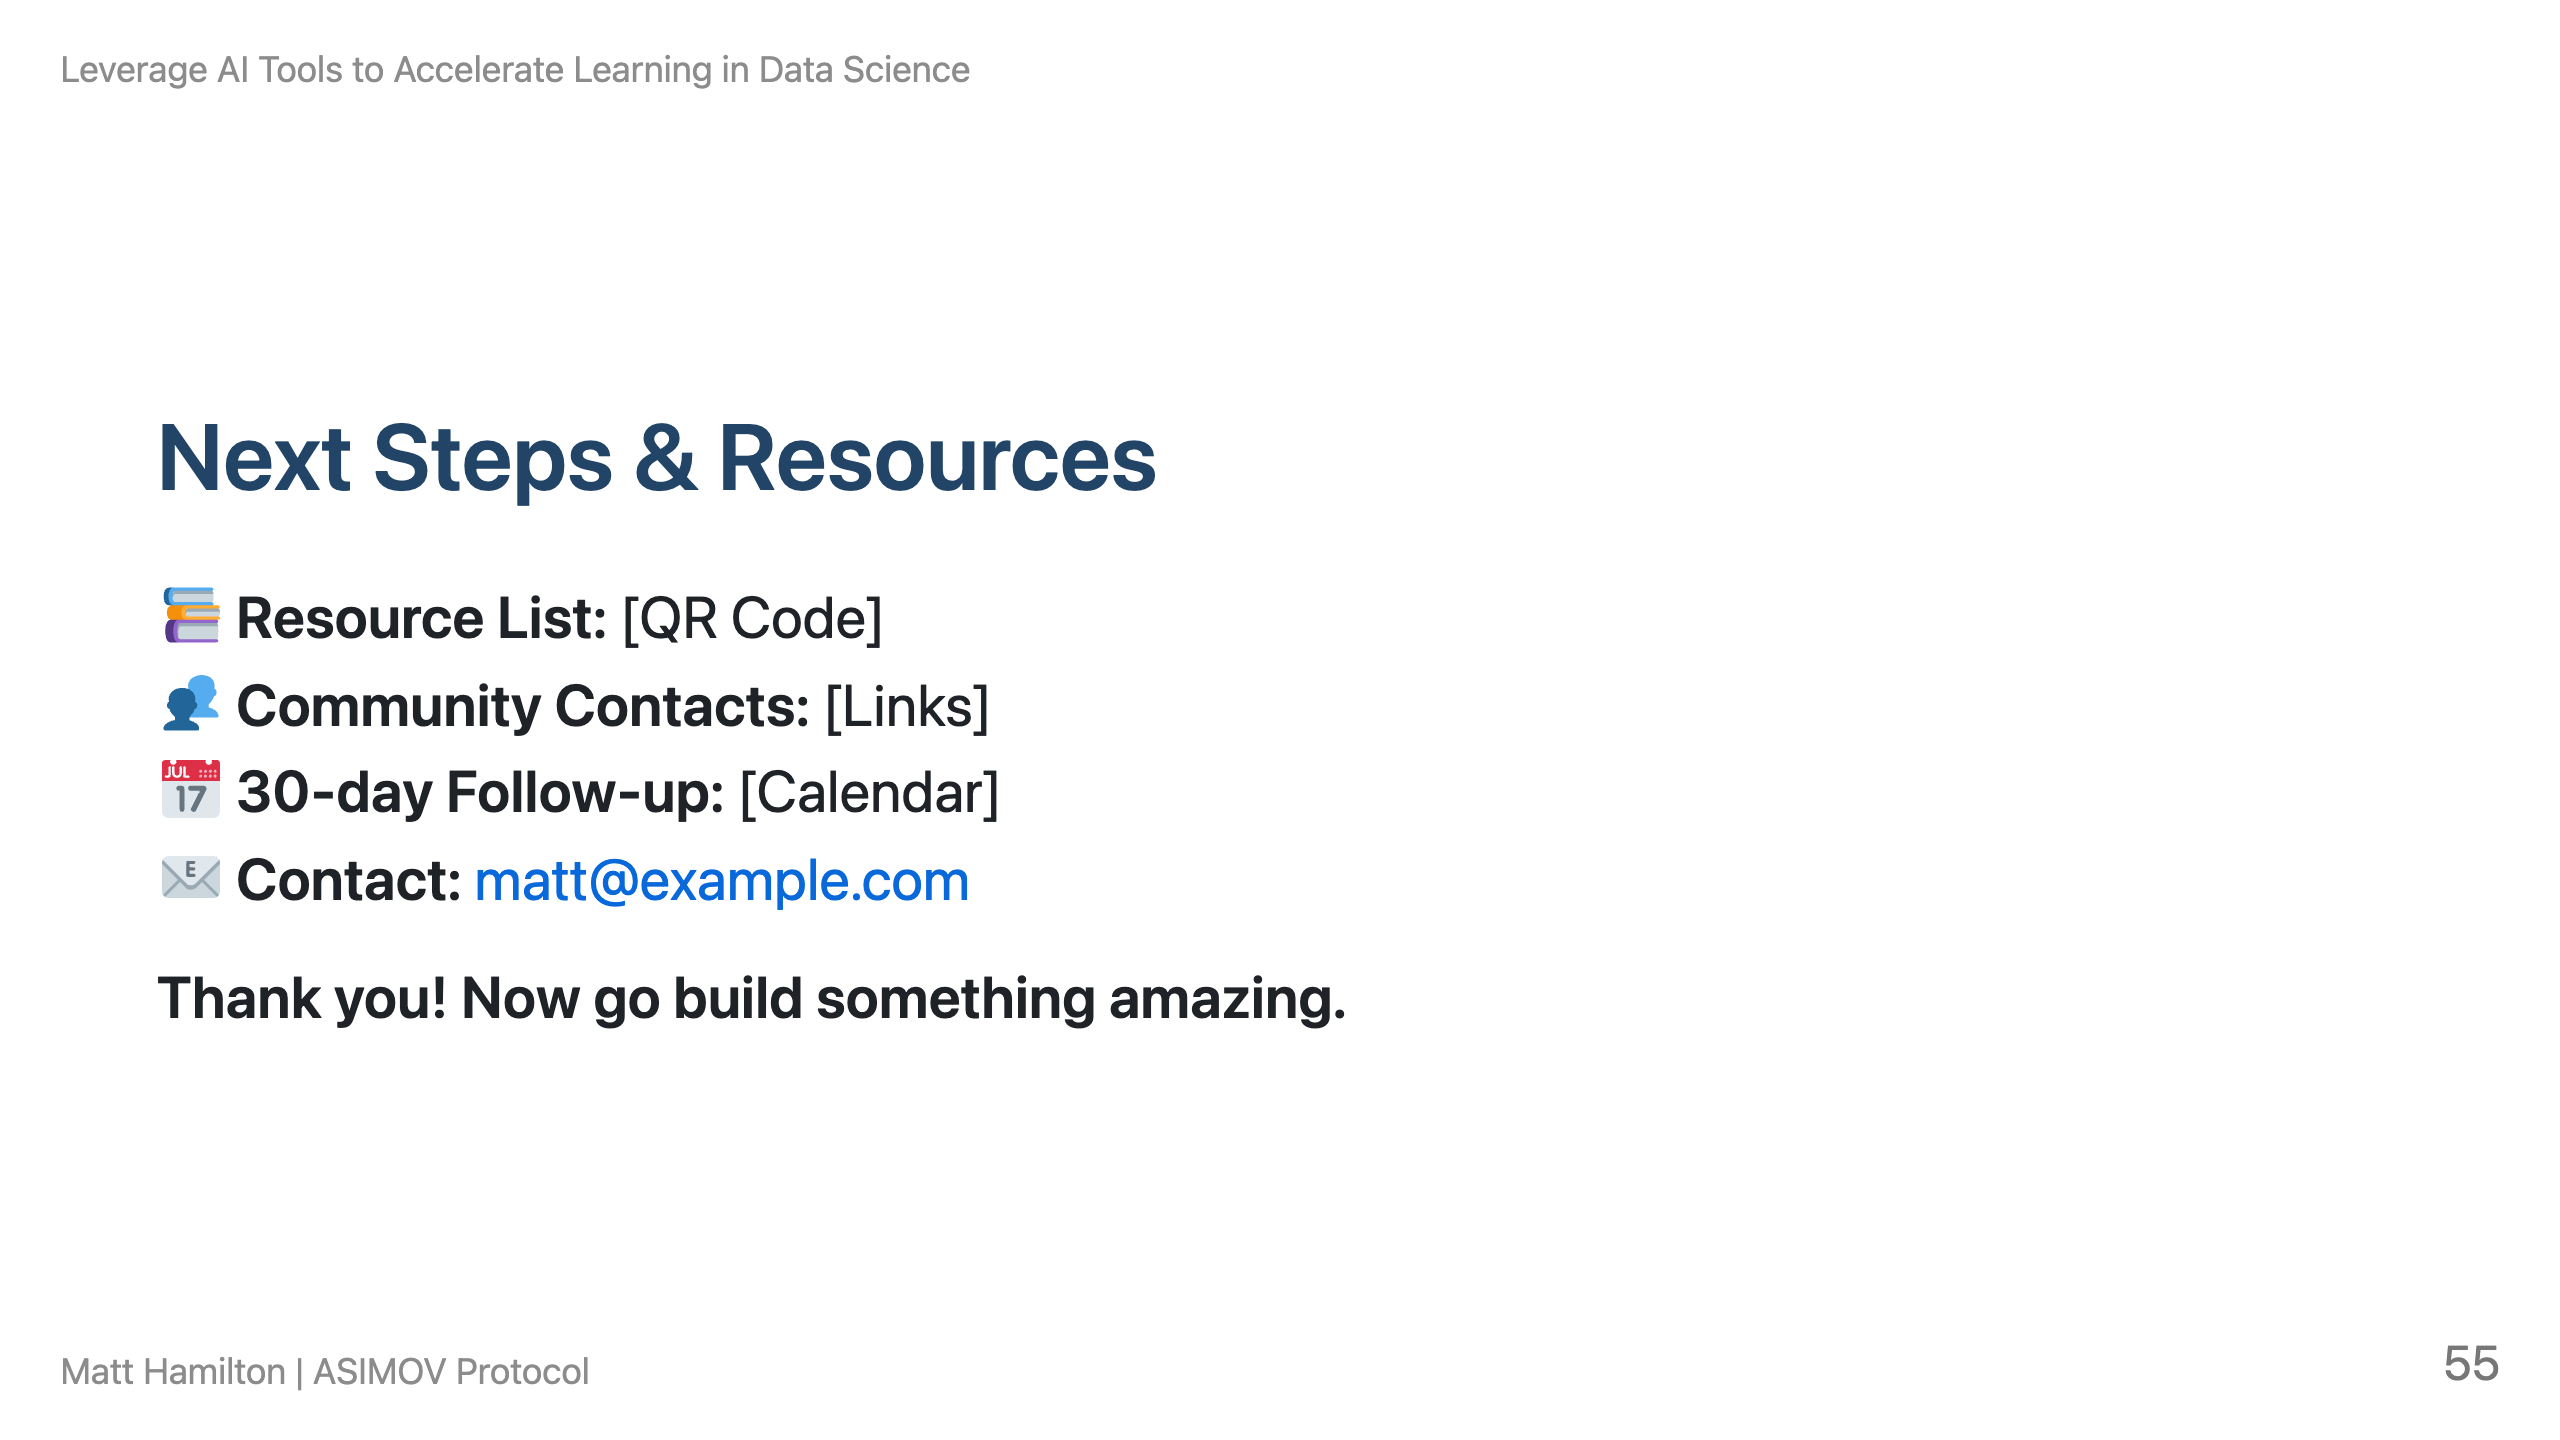 Leverage AI Tools to Accelerate Learning in Data Science
Next Steps & Resources
Resource List: [QR Code]
Community Contacts: [Links]
JUL 17 30-day Follow-up: [Calendar]
E Contact: matt@example.com
Thank you! Now go build something amazing.
Matt Hamilton | ASIMOV Protocol
55